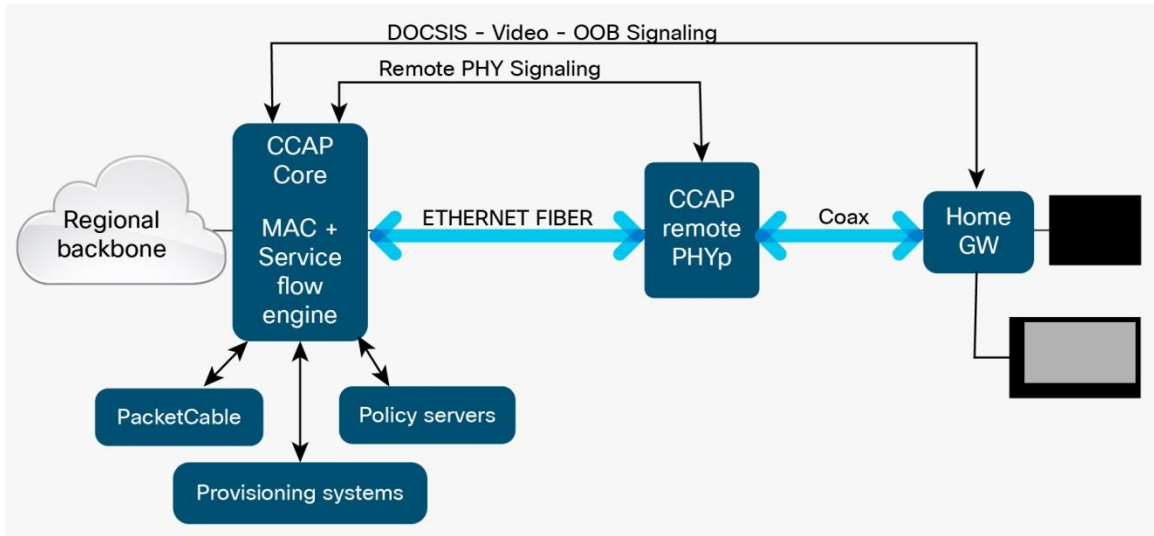 DOCSIS - Video - OOB Signaling
Remote PHY Signaling
CCAP
Core
MAC +
Service
flow
engine
Regional
backbone
ETHERNET FIBER
CCAP
remote
PHYp
Coax
Home
GW
PacketCable
Policy servers
Provisioning systems